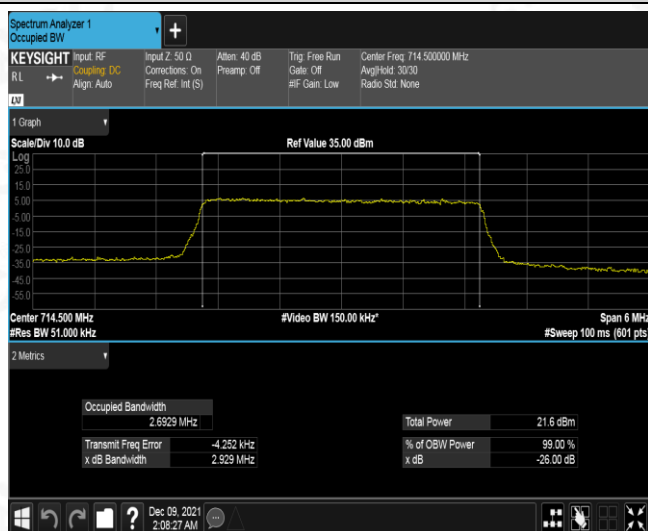 Spectrum Analyzer 1
Occupied BW
+
KEYSIGHT
R L
LXI
Input: RF
Coupling: DC
Align: Auto
Input Z: 50 Ω
Corrections: On
Freq Ref: Int (S)
Atten: 40 dB
Preamp: Off
Trig: Free Run
Gate: Off
#IF Gain: Low
Center Freq: 714.500000 MHz
Avg|Hold: 30/30
Radio Std: None
1 Graph
Scale/Div 10.0 dB
Ref Value 35.00 dBm
Log
25.0
15.0
5.00
-5.00
-15.0
-25.0
-35.0
-45.0
-55.0
Center 714.500 MHz
#Video BW 150.00 kHz*
Span 6 MHz
#Res BW 51.000 kHz
#Sweep 100 ms (601 pts)
2 Metrics
Occupied Bandwidth
2.6929 MHz
Total Power 21.6 dBm
Transmit Freq Error -4.252 kHz
% of OBW Power 99.00 %
x dB Bandwidth 2.929 MHz
x dB -26.00 dB
?
Dec 09, 2021
2:08:27 AM